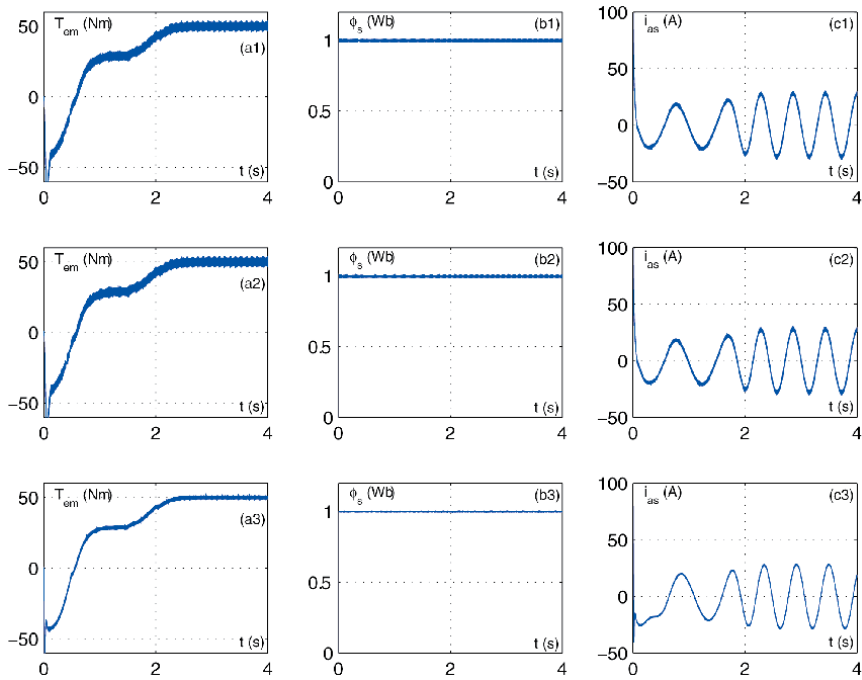 T_em (Nm)
(a1)
50
0
−50
t (s)
0 2 4
ϕ_s (Wb)
(b1)
1
0.5
0
t (s)
0 2 4
i_as (A)
(c1)
100
50
0
−50
t (s)
0 2 4
T_em (Nm)
(a2)
50
0
−50
t (s)
0 2 4
ϕ_s (Wb)
(b2)
1
0.5
0
t (s)
0 2 4
i_as (A)
(c2)
100
50
0
−50
t (s)
0 2 4
T_em (Nm)
(a3)
50
0
−50
t (s)
0 2 4
ϕ_s (Wb)
(b3)
1
0.5
0
t (s)
0 2 4
i_as (A)
(c3)
100
50
0
−50
t (s)
0 2 4